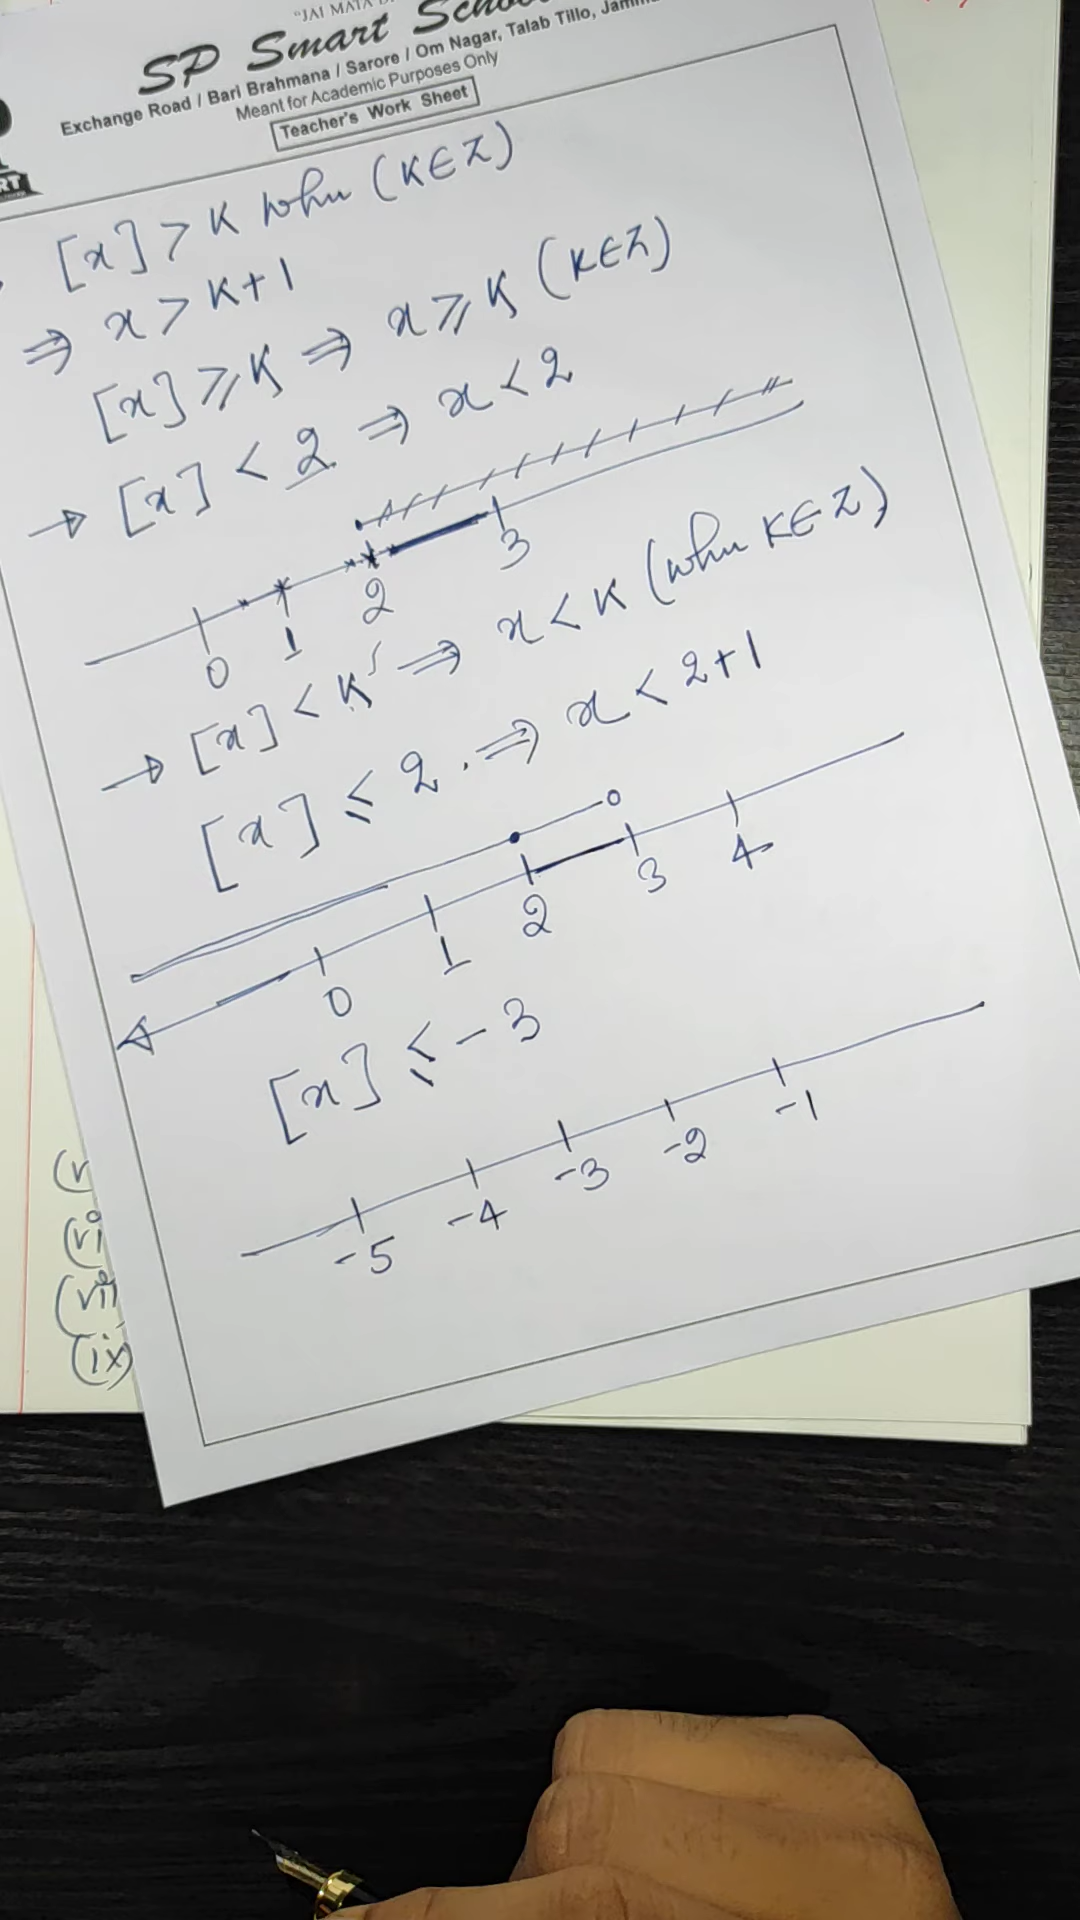 "JAI MATA
SP Smart School
Exchange Road / Bari Brahmana / Sarore / Om Nagar, Talab Tillo, Jammu
Meant for Academic Purposes Only
Teacher's Work Sheet
[x] > K when (K∈Z)
⇒ x > K+1
[x] ⩾ K ⇒ x ⩾ K (K∈Z)
→ [x] < 2 ⇒ x < 2
0 1 2 3
→ [x] < K ⇒ x < K (when K∈Z)
[x] ≤ 2 . ⇒ x < 2+1
0 1 2 3 4
[x] ≤ -3
-5 -4 -3 -2 -1
(ix)